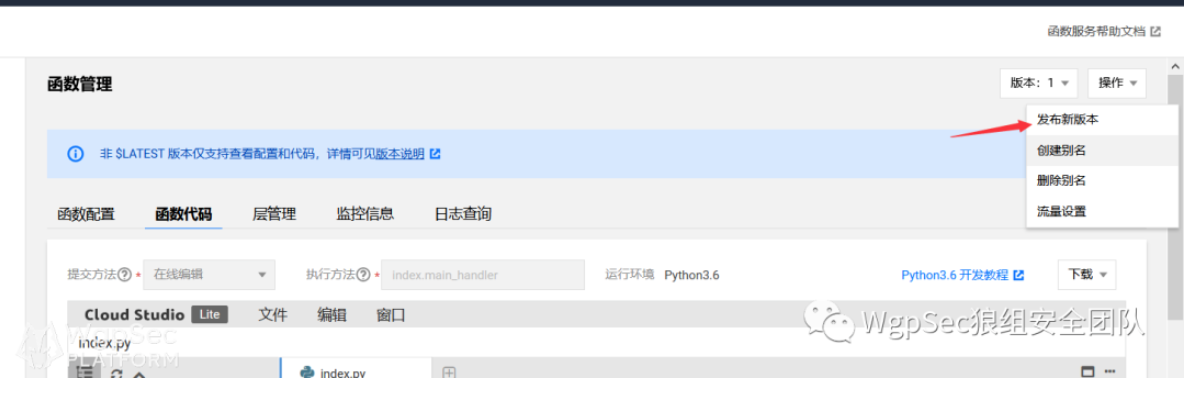 函数服务帮助文档
函数管理
版本：1
操作
发布新版本
创建别名
删除别名
流量设置
非 $LATEST 版本仅支持查看配置和代码，详情可见版本说明
函数配置 函数代码 层管理 监控信息 日志查询
提交方法 * 在线编辑 执行方法 * index.main_handler 运行环境 Python3.6 Python3.6 开发教程 下载
Cloud Studio Lite 文件 编辑 窗口
index.py
index.py
WgpSec狼组安全团队
WgpSec
PLATFORM